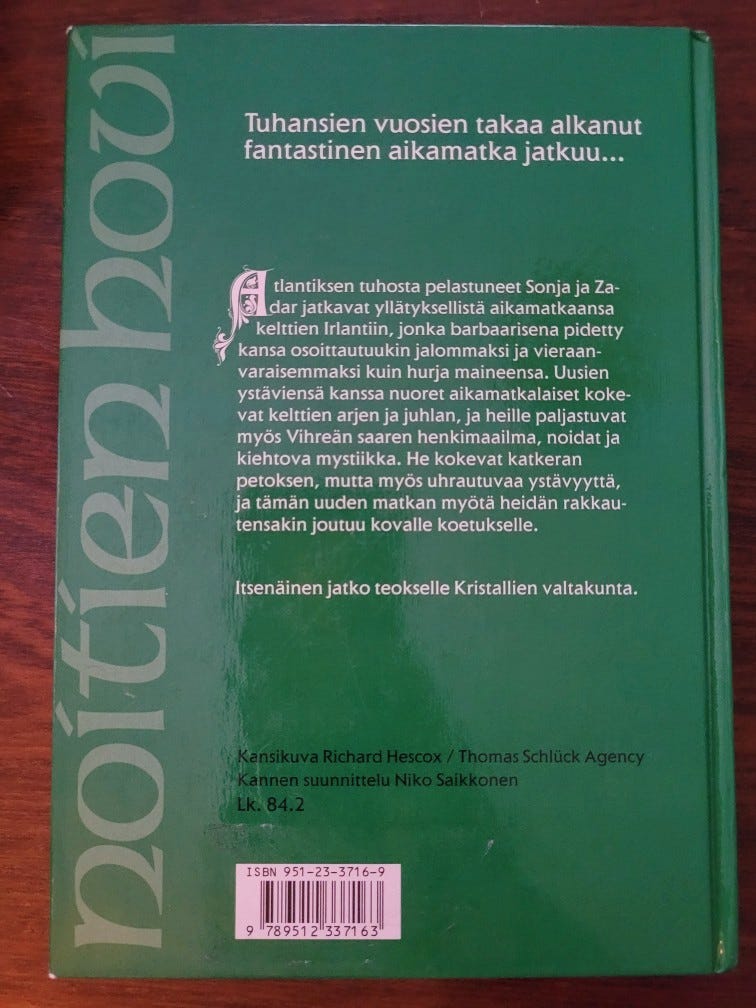 noitien hovi
Tuhansien vuosien takaa alkanut
fantastinen aikamatka jatkuu...
Atlantiksen tuhosta pelastuneet Sonja ja Za-
dar jatkavat yllätyksellistä aikamatkaansa
kelttien Irlantiin, jonka barbaarisena pidetty
kansa osoittautuukin jalommaksi ja vieraan-
varaisemmaksi kuin hurja maineensa. Uusien
ystäviensä kanssa nuoret aikamatkalaiset koke-
vat kelttien arjen ja juhlan, ja heille paljastuvat
myös Vihreän saaren henkimaailma, noidat ja
kiehtova mystiikka. He kokevat katkeran
petoksen, mutta myös uhrautuvaa ystävyyttä,
ja tämän uuden matkan myötä heidän rakkau-
tensakin joutuu kovalle koetukselle.
Itsenäinen jatko teokselle Kristallien valtakunta.
Kansikuva Richard Hescox / Thomas Schlück Agency
Kannen suunnittelu Niko Saikkonen
Lk. 84.2
ISBN 951-23-3716-9
9 789512 337163